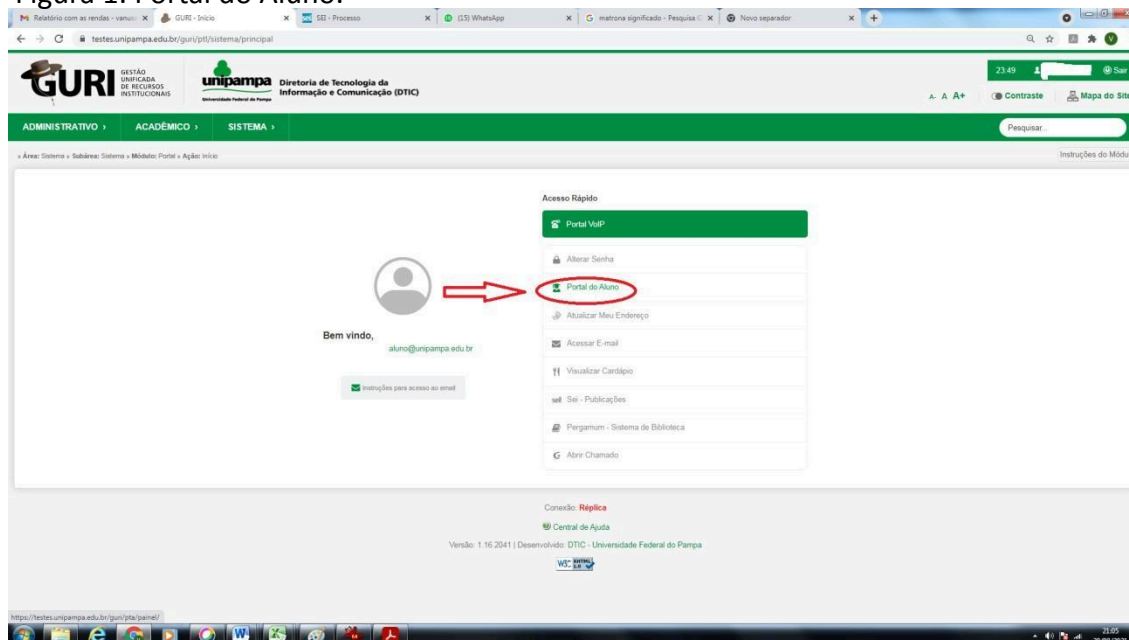 Figura 1: Portal do Aluno.
Relatório com as rendas - vanus
GURI - Início
SEI - Processo
(15) WhatsApp
matrona significado - Pesquisa G
Novo separador
testes.unipampa.edu.br/guri/ptl/sistema/principal
GURI
GESTÃO
UNIFICADA
DE RECURSOS
INSTITUCIONAIS
unipampa
Universidade Federal do Pampa
Diretoria de Tecnologia da
Informação e Comunicação (DTIC)
23:49
Sair
A- A A+
Contraste
Mapa do Site
ADMINISTRATIVO ›
ACADÊMICO ›
SISTEMA ›
Pesquisar...
» Área: Sistema » Subárea: Sistema » Módulo: Portal » Ação: Início
Instruções do Módu
Acesso Rápido
Portal VoIP
Alterar Senha
Portal do Aluno
Atualizar Meu Endereço
Bem vindo,
aluno@unipampa.edu.br
Acessar E-mail
Visualizar Cardápio
Instruções para acesso ao email
sei! Sei - Publicações
Pergamum - Sistema de Biblioteca
G Abrir Chamado
Conexão: Réplica
Central de Ajuda
Versão: 1.16.2041 | Desenvolvido: DTIC - Universidade Federal do Pampa
W3C XHTML 1.0
https://testes.unipampa.edu.br/guri/pta/painel/
21:05